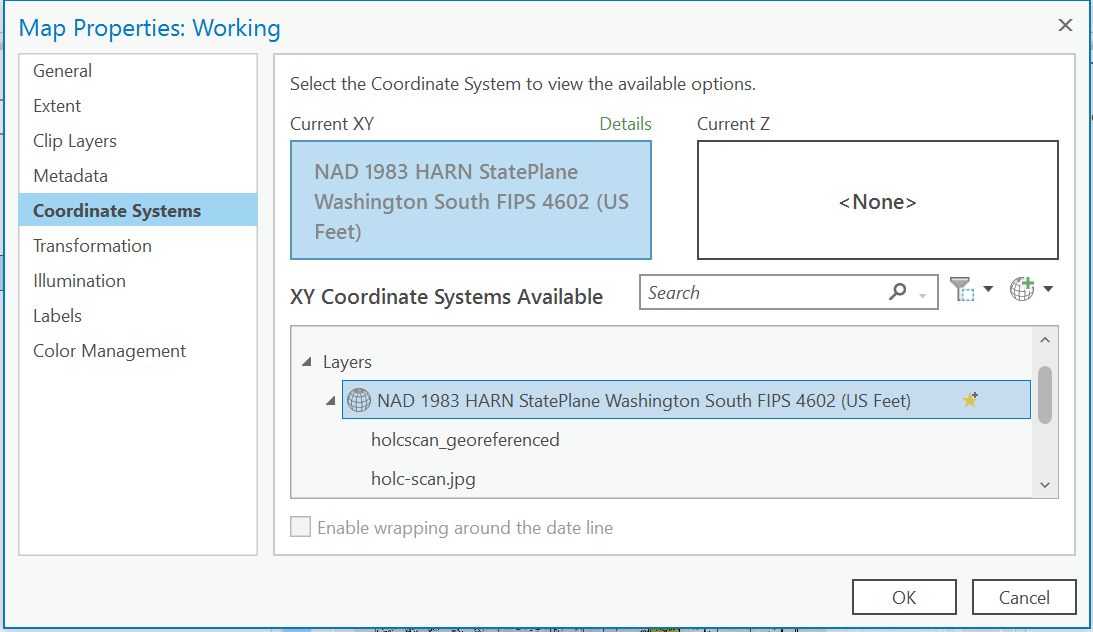 Map Properties: Working
General
Extent
Clip Layers
Metadata
Coordinate Systems
Transformation
Illumination
Labels
Color Management
Select the Coordinate System to view the available options.
Current XY
Details
NAD 1983 HARN StatePlane
Washington South FIPS 4602 (US
Feet)
Current Z
<None>
XY Coordinate Systems Available
Search
Layers
NAD 1983 HARN StatePlane Washington South FIPS 4602 (US Feet)
holcscan_georeferenced
holc-scan.jpg
Enable wrapping around the date line
OK
Cancel